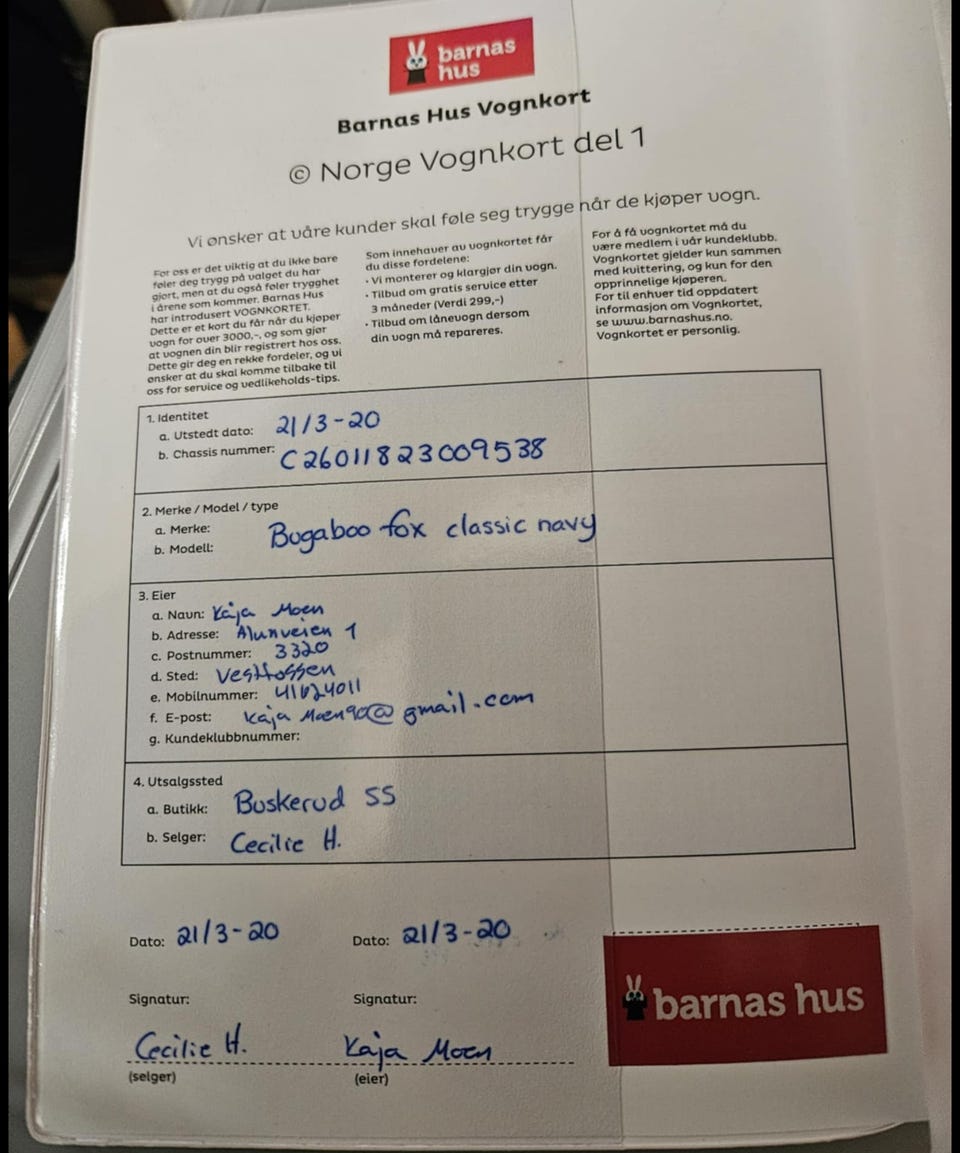 barnas
hus
Barnas Hus Vognkort
© Norge Vognkort del 1
Vi ønsker at våre kunder skal føle seg trygge når de kjøper vogn.
For oss er det viktig at du ikke bare
føler deg trygg på valget du har
gjort, men at du også føler trygghet
i årene som kommer. Barnas Hus
har introdusert VOGNKORTET.
Dette er et kort du får når du kjøper
vogn for over 3000,-, og som gjør
at vognen din blir registrert hos oss.
Dette gir deg en rekke fordeler, og vi
ønsker at du skal komme tilbake til
oss for service og vedlikeholds-tips.
Som innehaver av vognkortet får
du disse fordelene:
• Vi monterer og klargjør din vogn.
• Tilbud om gratis service etter
3 måneder (Verdi 299,-)
• Tilbud om lånevogn dersom
din vogn må repareres.
For å få vognkortet må du
være medlem i vår kundeklubb.
Vognkortet gjelder kun sammen
med kvittering, og kun for den
opprinnelige kjøperen.
For til enhver tid oppdatert
informasjon om Vognkortet,
se www.barnashus.no.
Vognkortet er personlig.
1. Identitet
a. Utstedt dato: 21/3-20
b. Chassis nummer: C26011823009538
2. Merke / Model / type
a. Merke: Bugaboo fox classic navy
b. Modell:
3. Eier
a. Navn: Kaja Moen
b. Adresse: Alunveien 1
c. Postnummer: 3320
d. Sted: Vestfossen
e. Mobilnummer: 41624011
f. E-post: Kaja Moen90@gmail.com
g. Kundeklubbnummer:
4. Utsalgssted
a. Butikk: Buskerud SS
b. Selger: Cecilie H.
Dato: 21/3-20 Dato: 21/3-20
Signatur: Signatur:
Cecilie H. Kaja Moen
(selger) (eier)
barnas hus